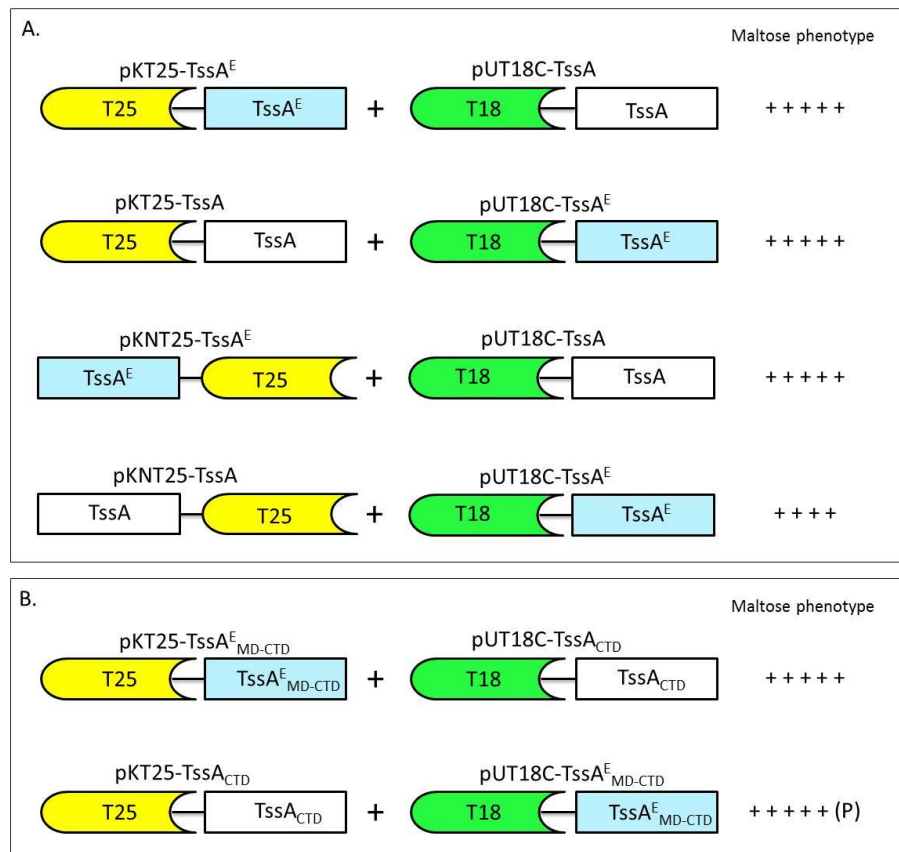 A.
Maltose phenotype
pKT25-TssAᴱ pUT18C-TssA
T25 TssAᴱ + T18 TssA + + + + +
pKT25-TssA pUT18C-TssAᴱ
T25 TssA + T18 TssAᴱ + + + + +
pKNT25-TssAᴱ pUT18C-TssA
TssAᴱ T25 + T18 TssA + + + + +
pKNT25-TssA pUT18C-TssAᴱ
TssA T25 + T18 TssAᴱ + + + +
B.
Maltose phenotype
pKT25-TssAᴱMD-CTD pUT18C-TssACTD
T25 TssAᴱMD-CTD + T18 TssACTD + + + + +
pKT25-TssACTD pUT18C-TssAᴱMD-CTD
T25 TssACTD + T18 TssAᴱMD-CTD + + + + + (P)